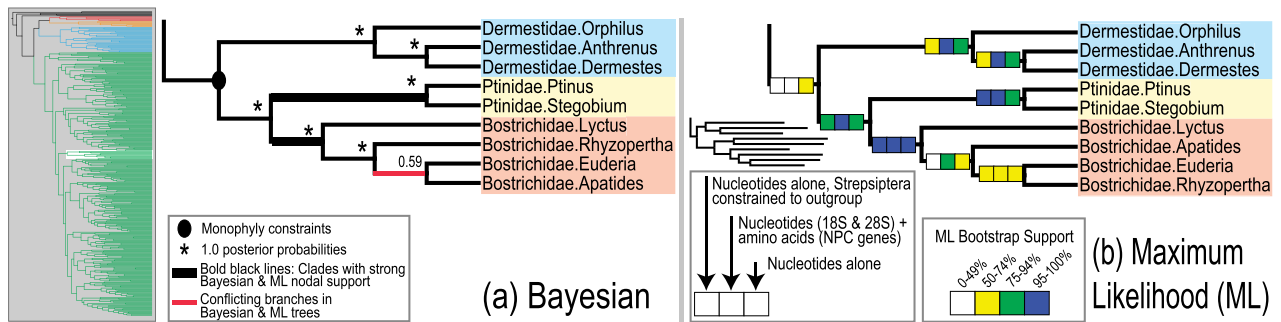 Dermestidae.Orphilus
Dermestidae.Anthrenus
Dermestidae.Dermestes
Ptinidae.Ptinus
Ptinidae.Stegobium
Bostrichidae.Lyctus
Bostrichidae.Rhyzopertha
Bostrichidae.Euderia
Bostrichidae.Apatides
*
*
*
*
*
*
0.59
Monophyly constraints
* 1.0 posterior probabilities
Bold black lines: Clades with strong
Bayesian & ML nodal support
Conflicting branches in
Bayesian & ML trees
(a) Bayesian
Dermestidae.Orphilus
Dermestidae.Anthrenus
Dermestidae.Dermestes
Ptinidae.Ptinus
Ptinidae.Stegobium
Bostrichidae.Lyctus
Bostrichidae.Apatides
Bostrichidae.Euderia
Bostrichidae.Rhyzopertha
Nucleotides alone, Strepsiptera
constrained to outgroup
Nucleotides (18S & 28S) +
amino acids (NPC genes)
Nucleotides alone
ML Bootstrap Support
0-49%
50-74%
75-94%
95-100%
(b) Maximum
Likelihood (ML)